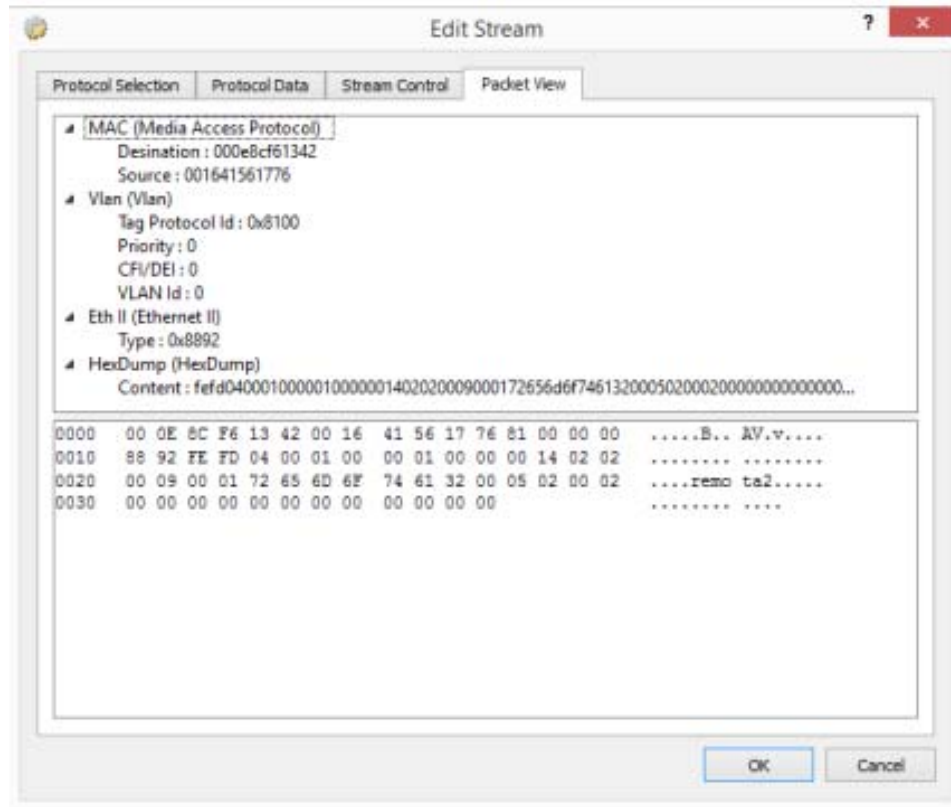 Edit Stream
?
×
Protocol Selection Protocol Data Stream Control Packet View
MAC (Media Access Protocol)
Desination : 000e8cf61342
Source : 001641561776
Vlan (Vlan)
Tag Protocol Id : 0x8100
Priority : 0
CFI/DEI : 0
VLAN Id : 0
Eth II (Ethernet II)
Type : 0x8892
HexDump (HexDump)
Content : fefd0400010000010000001402020009000172656d6f7461320005020002000000000000000...
0000 00 0E 8C F6 13 42 00 16 41 56 17 76 81 00 00 00 .....B.. AV.v....
0010 88 92 FE FD 04 00 01 00 00 01 00 00 00 14 02 02 ........ ........
0020 00 09 00 01 72 65 6D 6F 74 61 32 00 05 02 00 02 ....remo ta2.....
0030 00 00 00 00 00 00 00 00 00 00 00 00 ........ ....
OK Cancel